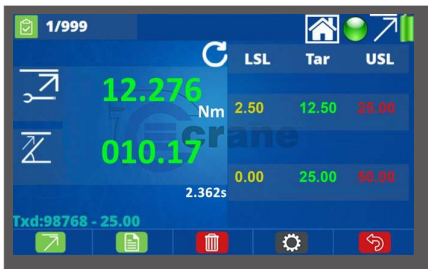 1/999
LSL Tar USL
12.276 Nm
2.50 12.50 25.00
crane
010.17
0.00 25.00 50.00
2.362s
Txd:98768 - 25.00